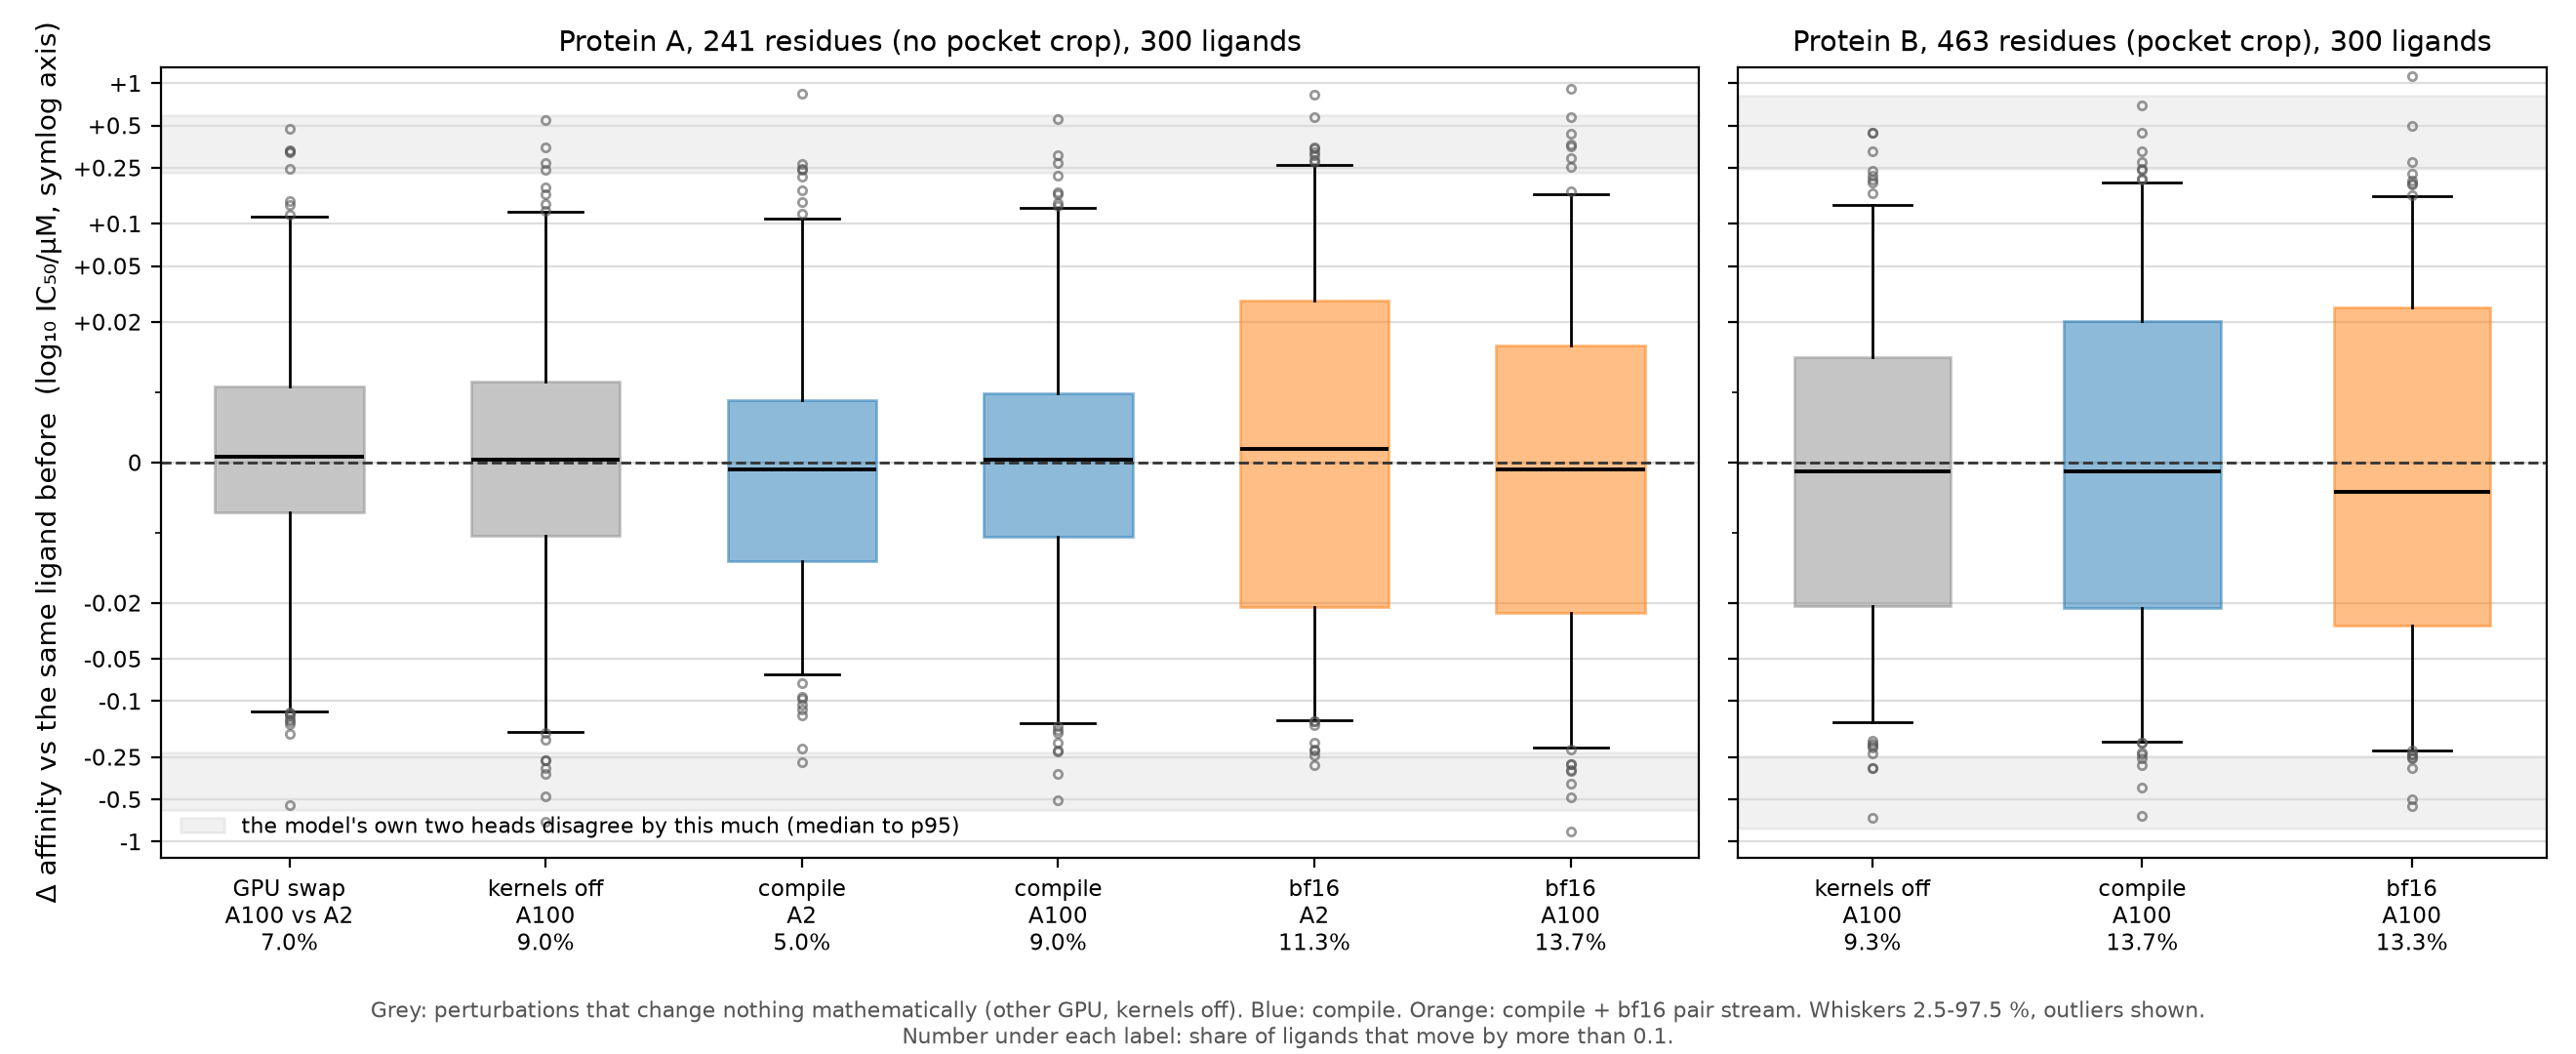 Protein A, 241 residues (no pocket crop), 300 ligands
Protein B, 463 residues (pocket crop), 300 ligands
Δ affinity vs the same ligand before (log₁₀ IC₅₀/µM, symlog axis)
+1
+0.5
+0.25
+0.1
+0.05
+0.02
0
-0.02
-0.05
-0.1
-0.25
-0.5
-1
the model's own two heads disagree by this much (median to p95)
GPU swap
A100 vs A2
7.0%
kernels off
A100
9.0%
compile
A2
5.0%
compile
A100
9.0%
bf16
A2
11.3%
bf16
A100
13.7%
kernels off
A100
9.3%
compile
A100
13.7%
bf16
A100
13.3%
Grey: perturbations that change nothing mathematically (other GPU, kernels off). Blue: compile. Orange: compile + bf16 pair stream. Whiskers 2.5-97.5 %, outliers shown.
Number under each label: share of ligands that move by more than 0.1.